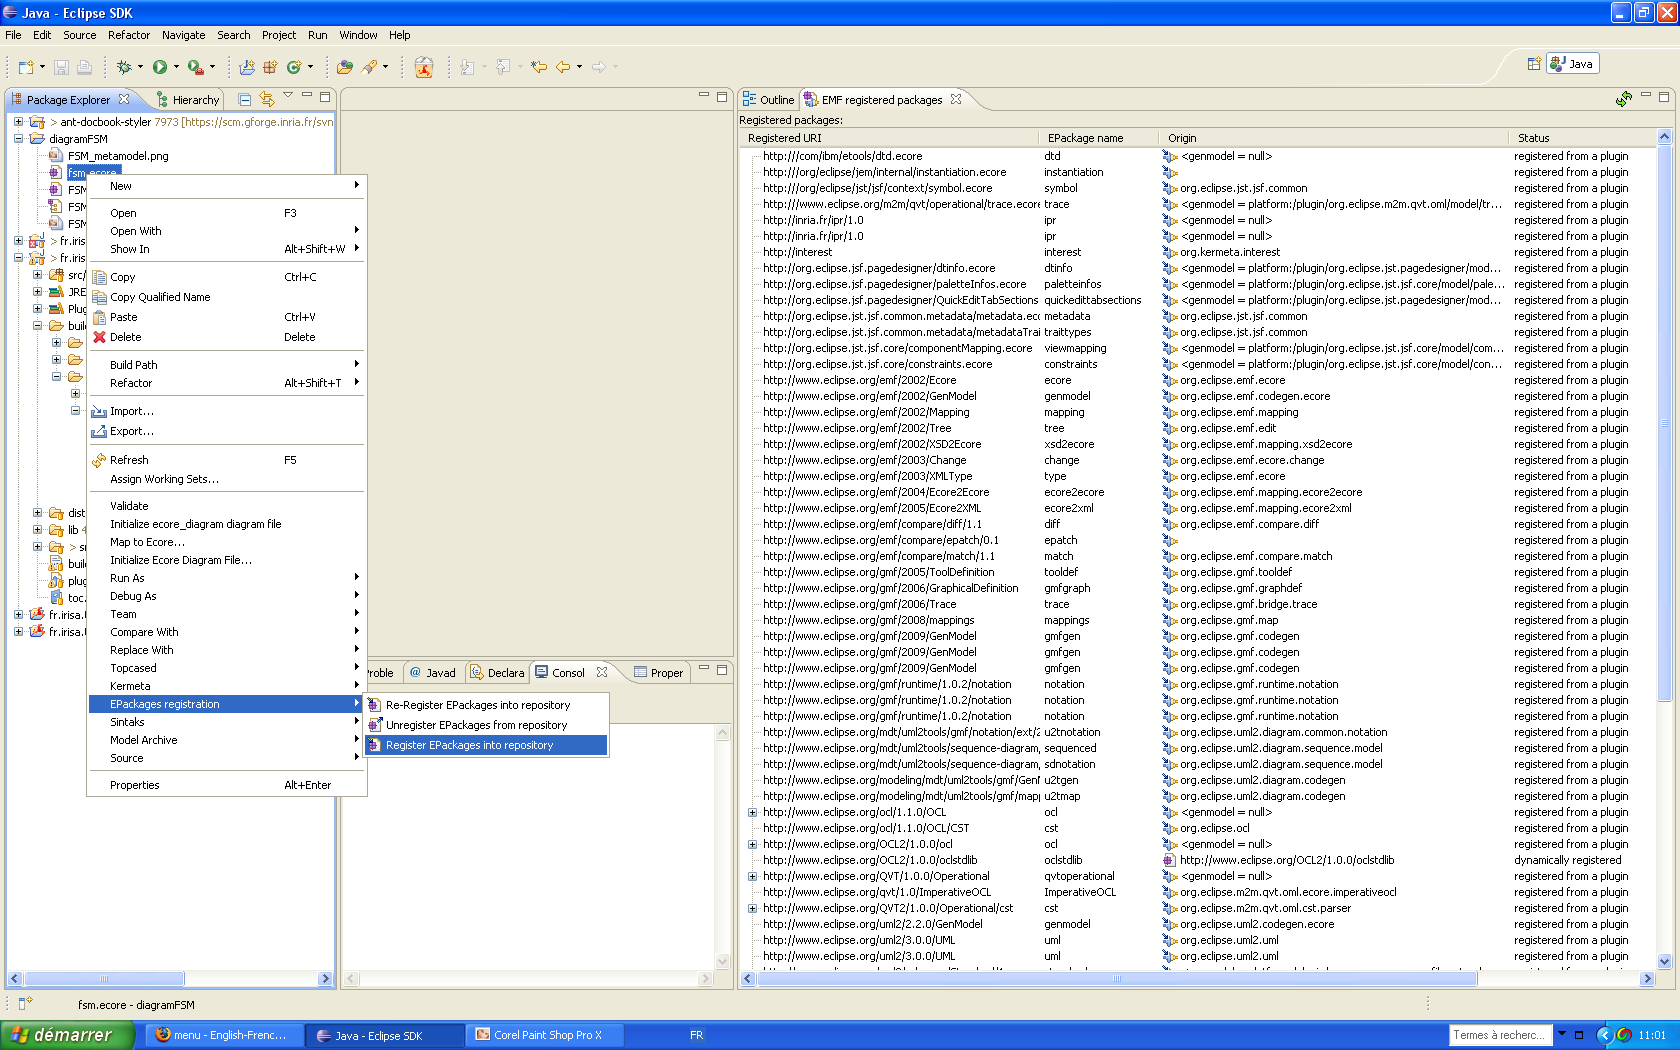 Java - Eclipse SDK
File Edit Source Refactor Navigate Search Project Run Window Help
Java
Package Explorer Hierarchy
> ant-docbook-styler 7973 [https://scm.gforge.inria.fr/svn
diagramFSM
FSM_metamodel.png
fsm.ecore
FSM
FSM
FSM
> fr.iris
> fr.iris
src/
JRE
Plug
buil
dist
lib 4
> sr
build
plug
toc.
fr.irisa.
fr.irisa.
New
Open F3
Open With
Show In Alt+Shift+W
Copy Ctrl+C
Copy Qualified Name
Paste Ctrl+V
Delete Delete
Build Path
Refactor Alt+Shift+T
Import...
Export...
Refresh F5
Assign Working Sets...
Validate
Initialize ecore_diagram diagram file
Map to Ecore...
Initialize Ecore Diagram File...
Run As
Debug As
Team
Compare With
Replace With
Topcased
Kermeta
EPackages registration
Sintaks
Model Archive
Source
Properties Alt+Enter
Re-Register EPackages into repository
Unregister EPackages from repository
Register EPackages into repository
Proble @ Javad Declara Consol Proper
Outline EMF registered packages
Registered packages:
Registered URI EPackage name Origin Status
http:///com/ibm/etools/dtd.ecore dtd <genmodel = null> registered from a plugin
http:///org/eclipse/jem/internal/instantiation.ecore instantiation registered from a plugin
http:///org/eclipse/jst/jsf/context/symbol.ecore symbol org.eclipse.jst.jsf.common registered from a plugin
http:///www.eclipse.org/m2m/qvt/operational/trace.ecore trace <genmodel = platform:/plugin/org.eclipse.m2m.qvt.oml/model/tr... registered from a plugin
http://inria.fr/ipr/1.0 ipr <genmodel = null> registered from a plugin
http://inria.fr/ipr/1.0 ipr <genmodel = null> registered from a plugin
http://interest interest org.kermeta.interest registered from a plugin
http://org.eclipse.jsf.pagedesigner/dtinfo.ecore dtinfo <genmodel = platform:/plugin/org.eclipse.jst.pagedesigner/mod... registered from a plugin
http://org.eclipse.jsf.pagedesigner/paletteInfos.ecore paletteinfos <genmodel = platform:/plugin/org.eclipse.jst.jsf.core/model/pale... registered from a plugin
http://org.eclipse.jsf.pagedesigner/QuickEditTabSections quickedittabsections <genmodel = platform:/plugin/org.eclipse.jst.pagedesigner/mod... registered from a plugin
http://org.eclipse.jst.jsf.common.metadata/metadata.ecc metadata org.eclipse.jst.jsf.common registered from a plugin
http://org.eclipse.jst.jsf.common.metadata/metadataTrai traittypes org.eclipse.jst.jsf.common registered from a plugin
http://org.eclipse.jst.jsf.core/componentMapping.ecore viewmapping <genmodel = platform:/plugin/org.eclipse.jst.jsf.core/model/com... registered from a plugin
http://org.eclipse.jst.jsf.core/constraints.ecore constraints <genmodel = platform:/plugin/org.eclipse.jst.jsf.core/model/con... registered from a plugin
http://www.eclipse.org/emf/2002/Ecore ecore org.eclipse.emf.ecore registered from a plugin
http://www.eclipse.org/emf/2002/GenModel genmodel org.eclipse.emf.codegen.ecore registered from a plugin
http://www.eclipse.org/emf/2002/Mapping mapping org.eclipse.emf.mapping registered from a plugin
http://www.eclipse.org/emf/2002/Tree tree org.eclipse.emf.edit registered from a plugin
http://www.eclipse.org/emf/2002/XSD2Ecore xsd2ecore org.eclipse.emf.mapping.xsd2ecore registered from a plugin
http://www.eclipse.org/emf/2003/Change change org.eclipse.emf.ecore.change registered from a plugin
http://www.eclipse.org/emf/2003/XMLType type org.eclipse.emf.ecore registered from a plugin
http://www.eclipse.org/emf/2004/Ecore2Ecore ecore2ecore org.eclipse.emf.mapping.ecore2ecore registered from a plugin
http://www.eclipse.org/emf/2005/Ecore2XML ecore2xml org.eclipse.emf.mapping.ecore2xml registered from a plugin
http://www.eclipse.org/emf/compare/diff/1.1 diff org.eclipse.emf.compare.diff registered from a plugin
http://www.eclipse.org/emf/compare/epatch/0.1 epatch registered from a plugin
http://www.eclipse.org/emf/compare/match/1.1 match org.eclipse.emf.compare.match registered from a plugin
http://www.eclipse.org/gmf/2005/ToolDefinition tooldef org.eclipse.gmf.tooldef registered from a plugin
http://www.eclipse.org/gmf/2006/GraphicalDefinition gmfgraph org.eclipse.gmf.graphdef registered from a plugin
http://www.eclipse.org/gmf/2006/Trace trace org.eclipse.gmf.bridge.trace registered from a plugin
http://www.eclipse.org/gmf/2008/mappings mappings org.eclipse.gmf.map registered from a plugin
http://www.eclipse.org/gmf/2009/GenModel gmfgen org.eclipse.gmf.codegen registered from a plugin
http://www.eclipse.org/gmf/2009/GenModel gmfgen org.eclipse.gmf.codegen registered from a plugin
http://www.eclipse.org/gmf/2009/GenModel gmfgen org.eclipse.gmf.codegen registered from a plugin
http://www.eclipse.org/gmf/runtime/1.0.2/notation notation org.eclipse.gmf.runtime.notation registered from a plugin
http://www.eclipse.org/gmf/runtime/1.0.2/notation notation org.eclipse.gmf.runtime.notation registered from a plugin
http://www.eclipse.org/gmf/runtime/1.0.2/notation notation org.eclipse.gmf.runtime.notation registered from a plugin
http://www.eclipse.org/mdt/uml2tools/gmf/notation/ext/2 u2tnotation org.eclipse.uml2.diagram.common.notation registered from a plugin
http://www.eclipse.org/mdt/uml2tools/sequence-diagram, sequenced org.eclipse.uml2.diagram.sequence.model registered from a plugin
http://www.eclipse.org/mdt/uml2tools/sequence-diagram, sdnotation org.eclipse.uml2.diagram.sequence.model registered from a plugin
http://www.eclipse.org/modeling/mdt/uml2tools/gmf/GenI u2tgen org.eclipse.uml2.diagram.codegen registered from a plugin
http://www.eclipse.org/modeling/mdt/uml2tools/gmf/mapp u2tmap org.eclipse.uml2.diagram.codegen registered from a plugin
http://www.eclipse.org/ocl/1.1.0/OCL ocl <genmodel = null> registered from a plugin
http://www.eclipse.org/ocl/1.1.0/OCL/CST cst org.eclipse.ocl registered from a plugin
http://www.eclipse.org/OCL2/1.0.0/ocl ocl <genmodel = null> registered from a plugin
http://www.eclipse.org/OCL2/1.0.0/oclstdlib oclstdlib http://www.eclipse.org/OCL2/1.0.0/oclstdlib dynamically registered
http://www.eclipse.org/QVT/1.0.0/Operational qvtoperational <genmodel = null> registered from a plugin
http://www.eclipse.org/qvt/1.0/ImperativeOCL ImperativeOCL org.eclipse.m2m.qvt.oml.ecore.imperativeocl registered from a plugin
http://www.eclipse.org/QVT2/1.0.0/Operational/cst cst org.eclipse.m2m.qvt.oml.cst.parser registered from a plugin
http://www.eclipse.org/uml2/2.2.0/GenModel genmodel org.eclipse.uml2.codegen.ecore registered from a plugin
http://www.eclipse.org/uml2/3.0.0/UML uml org.eclipse.uml2.uml registered from a plugin
http://www.eclipse.org/uml2/3.0.0/UML uml org.eclipse.uml2.uml registered from a plugin
fsm.ecore - diagramFSM
démarrer menu - English-Frenc... Java - Eclipse SDK Corel Paint Shop Pro X FR Termes à recherc... 11:01